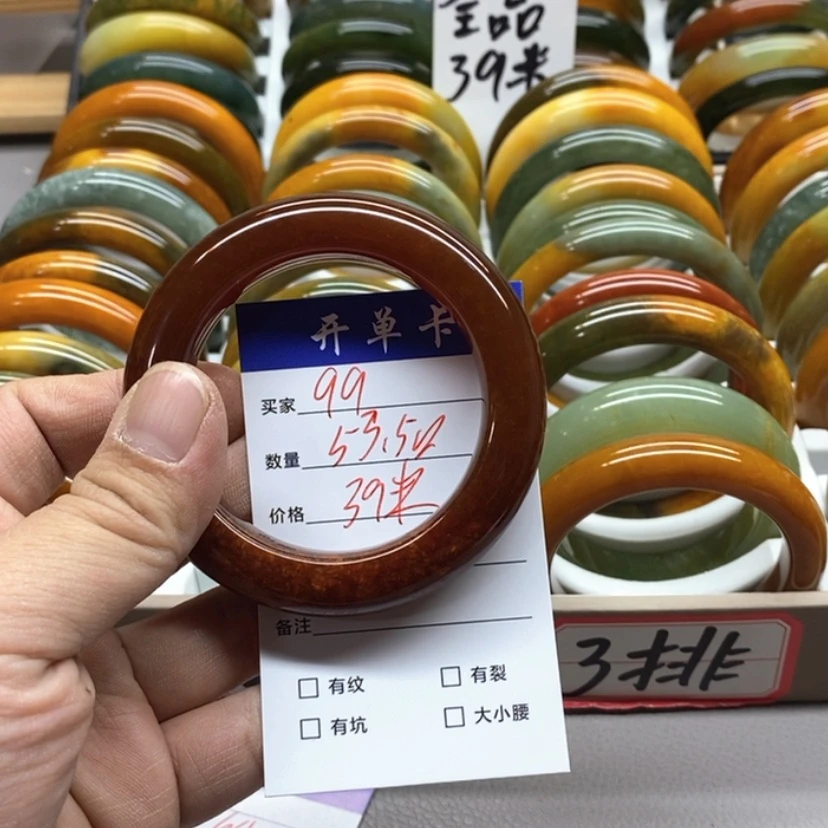 全品
39米
开单卡
买家 99
数量 53.5
价格 39米
备注
□ 有纹 □ 有裂
□ 有坑 □ 大小腰
3排